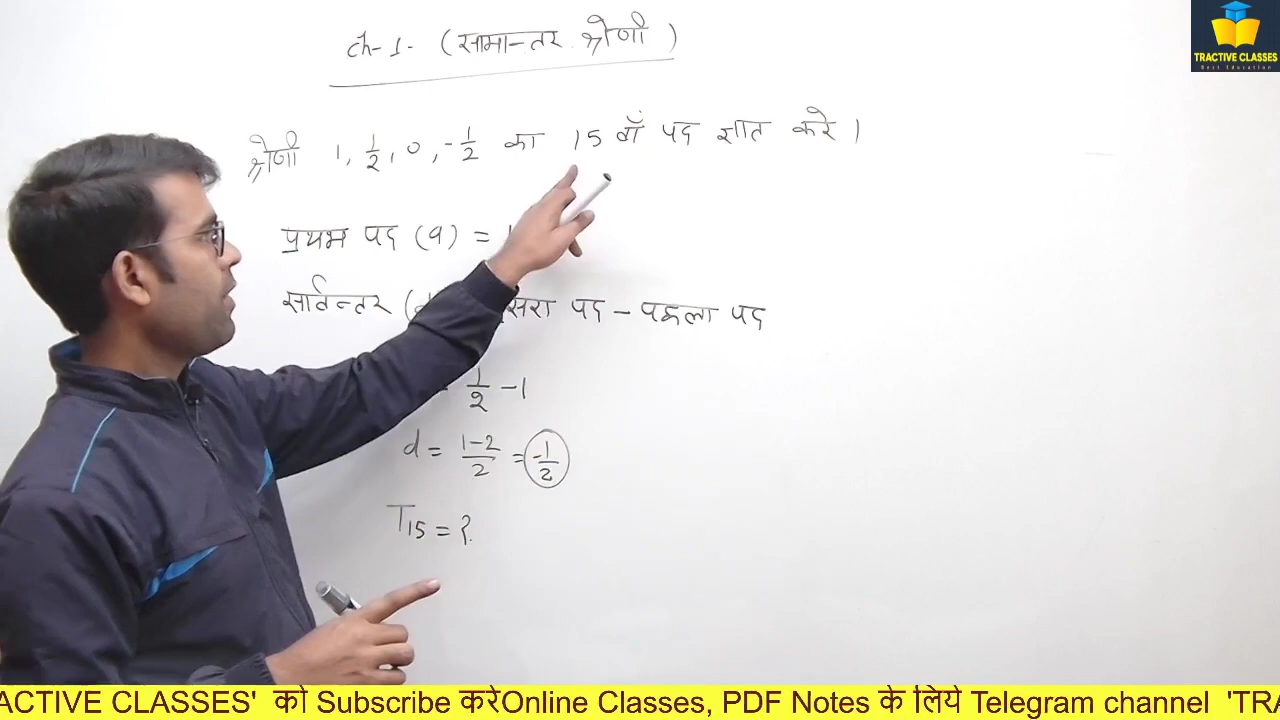 TRACTIVE CLASSES
Best Education
ch-1- (सामान्तर श्रेणी)
श्रेणी 1, 1/2, 0, -1/2 का 15 वाँ पद ज्ञात करे ।
प्रथम पद (a) =
सार्वान्तर (d सरा पद - पहला पद
1/2 - 1
d = 1-2/2 = -1/2
T15 = ?
ACTIVE CLASSES' को Subscribe करेOnline Classes, PDF Notes के लिये Telegram channel 'TRA